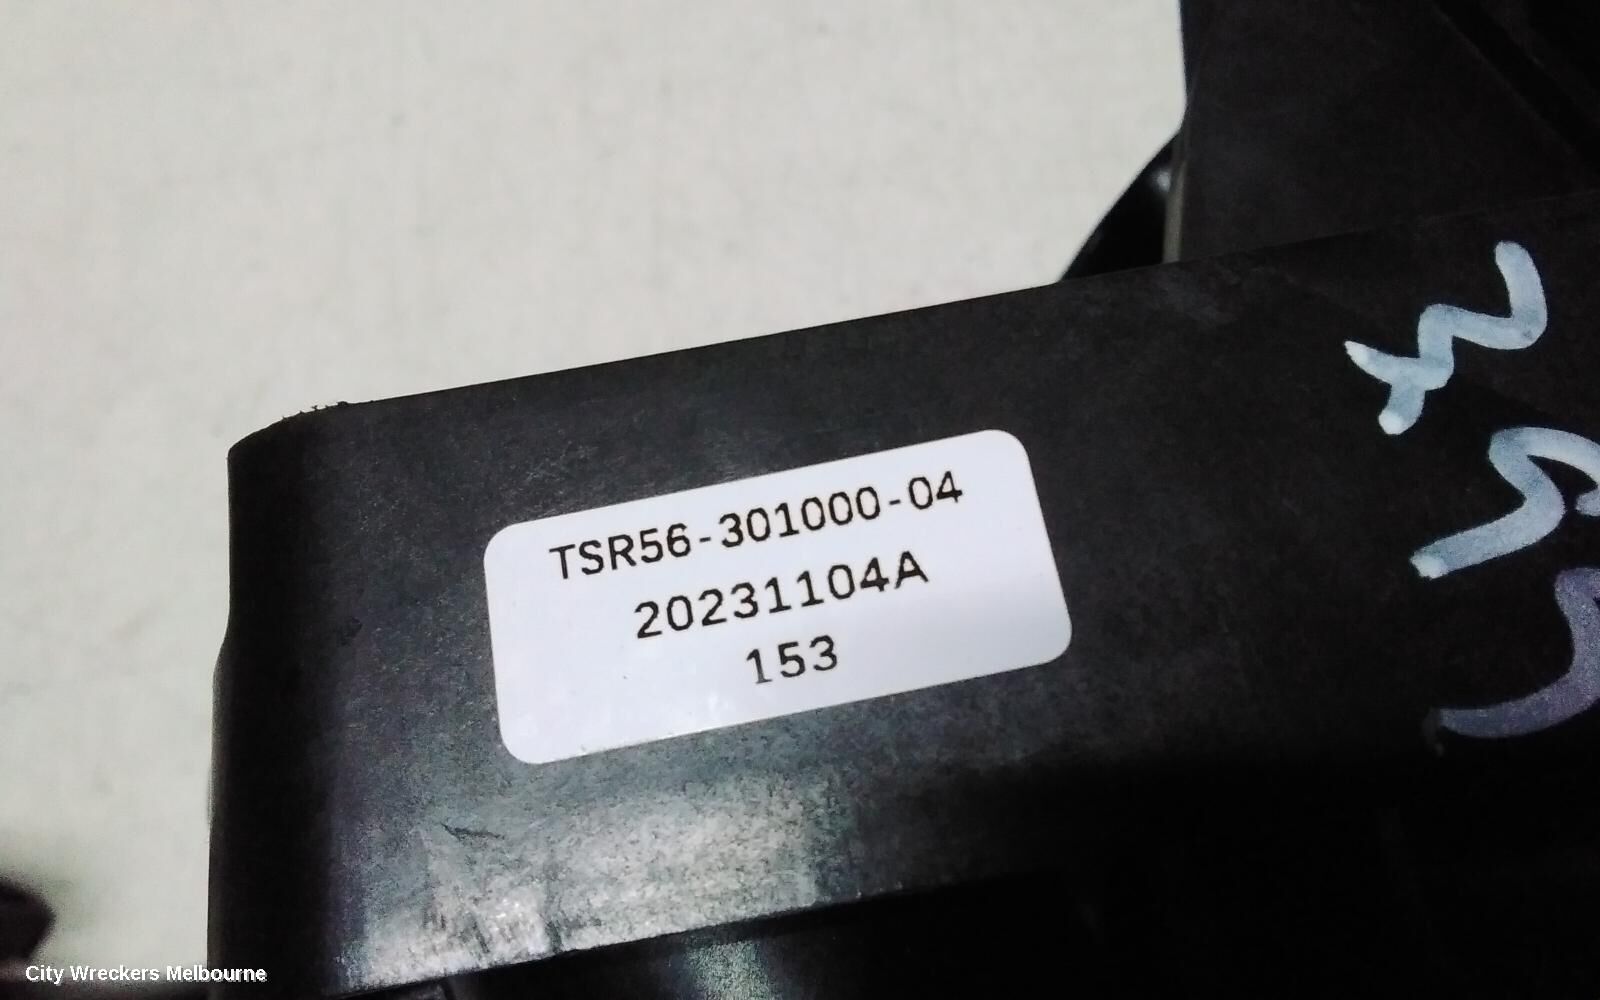 TSR56-301000-04
20231104A
153
City Wreckers Melbourne